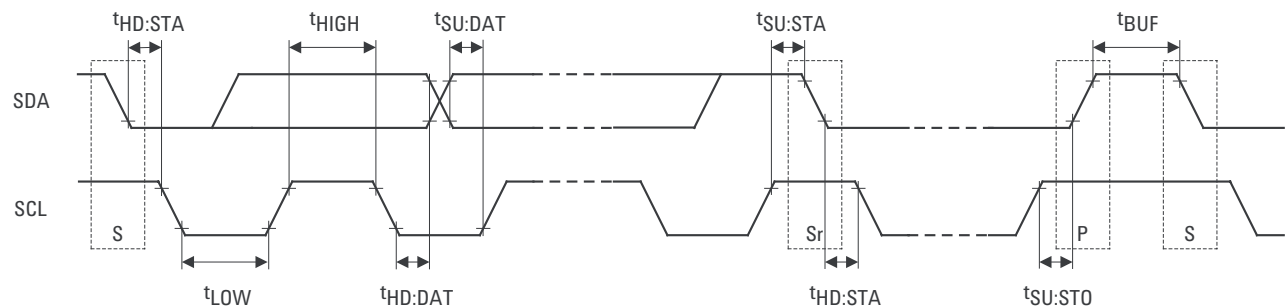 tHD:STA tHIGH tSU:DAT tSU:STA tBUF
SDA
SCL
S Sr P S
tLOW tHD:DAT tHD:STA tSU:STO